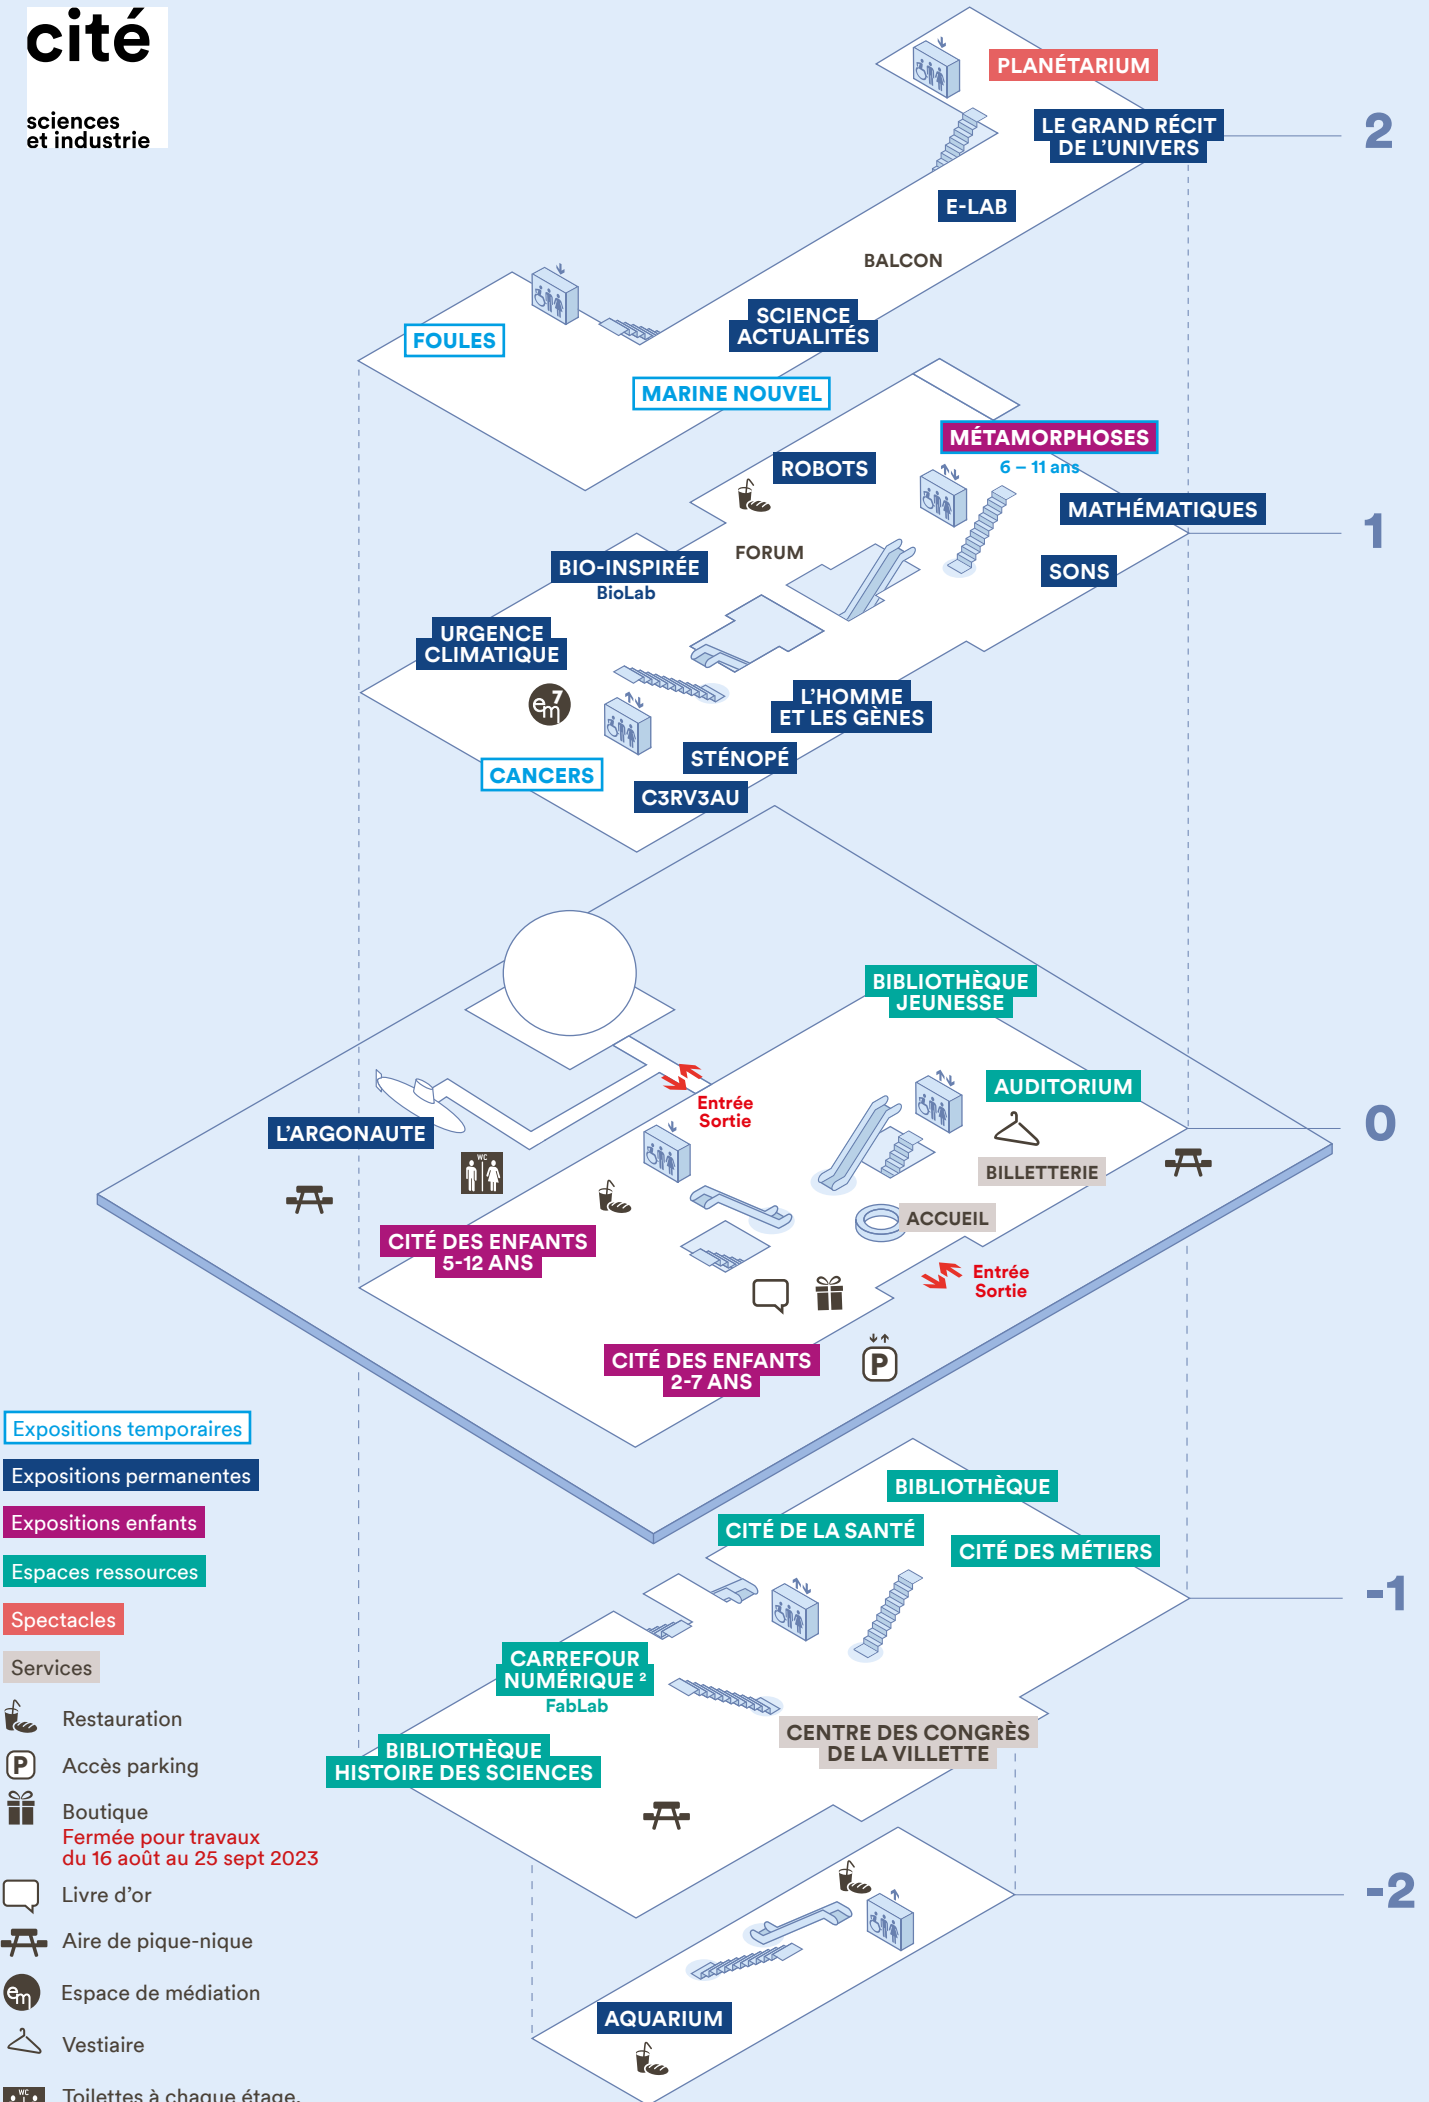 cité
sciences
et industrie
PLANÉTARIUM
LE GRAND RÉCIT
DE L'UNIVERS
2
E-LAB
BALCON
SCIENCE
ACTUALITÉS
FOULES
MARINE NOUVEL
MÉTAMORPHOSES
6 – 11 ans
ROBOTS
MATHÉMATIQUES
1
FORUM
BIO-INSPIRÉE
BioLab
SONS
URGENCE
CLIMATIQUE
em7
L'HOMME
ET LES GÈNES
STÉNOPÉ
CANCERS
C3RV3AU
BIBLIOTHÈQUE
JEUNESSE
AUDITORIUM
Entrée
Sortie
L'ARGONAUTE
0
WC
BILLETTERIE
ACCUEIL
CITÉ DES ENFANTS
5-12 ANS
Entrée
Sortie
CITÉ DES ENFANTS
2-7 ANS
P
BIBLIOTHÈQUE
CITÉ DE LA SANTÉ
CITÉ DES MÉTIERS
-1
CARREFOUR
NUMÉRIQUE ²
FabLab
CENTRE DES CONGRÈS
DE LA VILLETTE
BIBLIOTHÈQUE
HISTOIRE DES SCIENCES
-2
AQUARIUM
Expositions temporaires
Expositions permanentes
Expositions enfants
Espaces ressources
Spectacles
Services
Restauration
P Accès parking
Boutique
Fermée pour travaux
du 16 août au 25 sept 2023
Livre d'or
Aire de pique-nique
em Espace de médiation
Vestiaire
WC Toilettes à chaque étage,